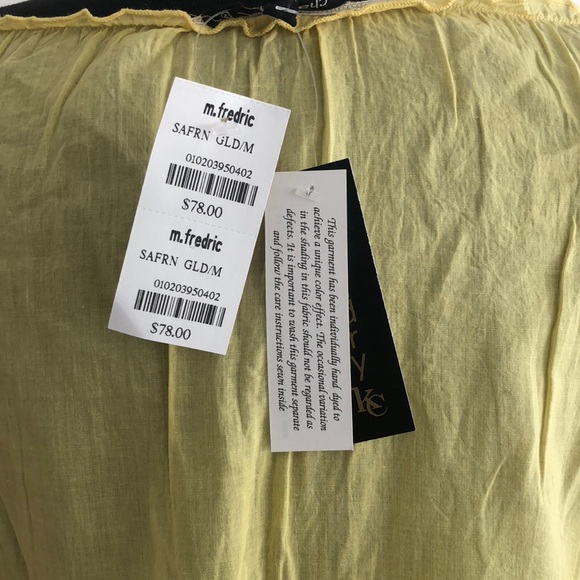 m.fredric
SAFRN GLD/M
010203950402
$78.00
m.fredric
SAFRN GLD/M
010203950402
$78.00
This garment has been individually hand dyed to
achieve a unique color effect. The occasional variation
in the shading in this fabric should not be regarded as
defects. It is important to wash this garment separate
and follow the care instructions sewn inside